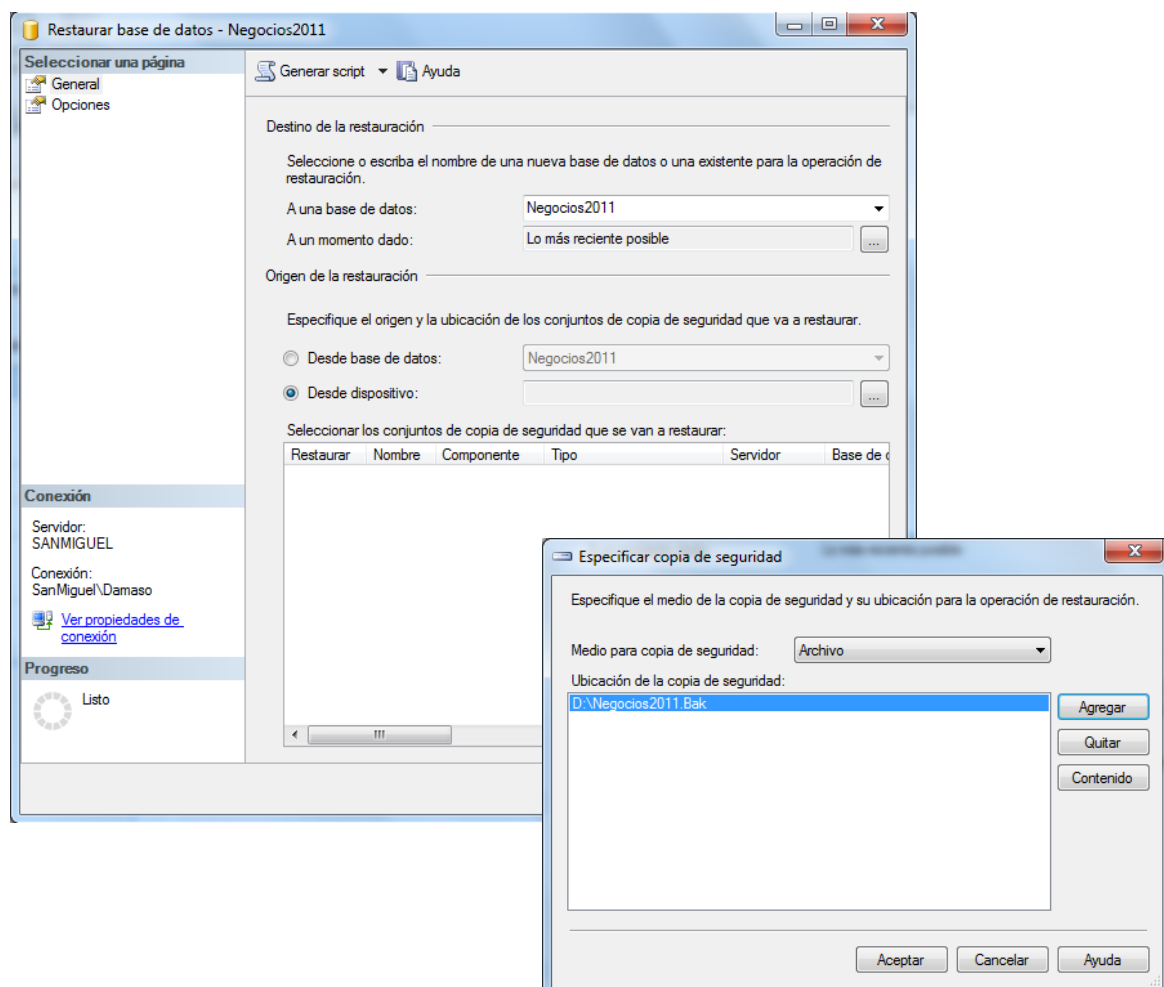 Restaurar base de datos - Negocios2011
Seleccionar una página
General
Opciones
Generar script
Ayuda
Destino de la restauración
Seleccione o escriba el nombre de una nueva base de datos o una existente para la operación de
restauración.
A una base de datos:
Negocios2011
A un momento dado:
Lo más reciente posible
...
Origen de la restauración
Especifique el origen y la ubicación de los conjuntos de copia de seguridad que va a restaurar.
Desde base de datos:
Negocios2011
Desde dispositivo:
...
Seleccionar los conjuntos de copia de seguridad que se van a restaurar:
Restaurar Nombre Componente Tipo Servidor Base de d
Conexión
Servidor:
SANMIGUEL
Conexión:
SanMiguel\Damaso
Ver propiedades de
conexión
Progreso
Listo
Especificar copia de seguridad
Especifique el medio de la copia de seguridad y su ubicación para la operación de restauración.
Medio para copia de seguridad:
Archivo
Ubicación de la copia de seguridad:
D:\Negocios2011.Bak
Agregar
Quitar
Contenido
Aceptar
Cancelar
Ayuda